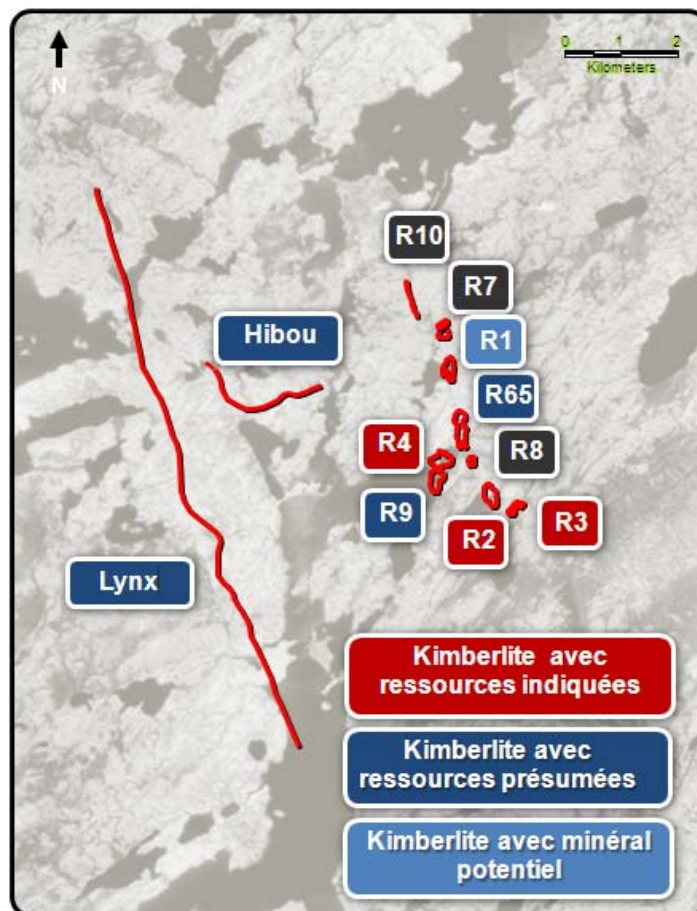 0 1 2
Kilometers
N
R10
R7
R1
Hibou
R65
R4
R8
R9
R2
R3
Lynx
Kimberlite avec
ressources indiquées
Kimberlite avec
ressources présumées
Kimberlite avec minéral
potentiel